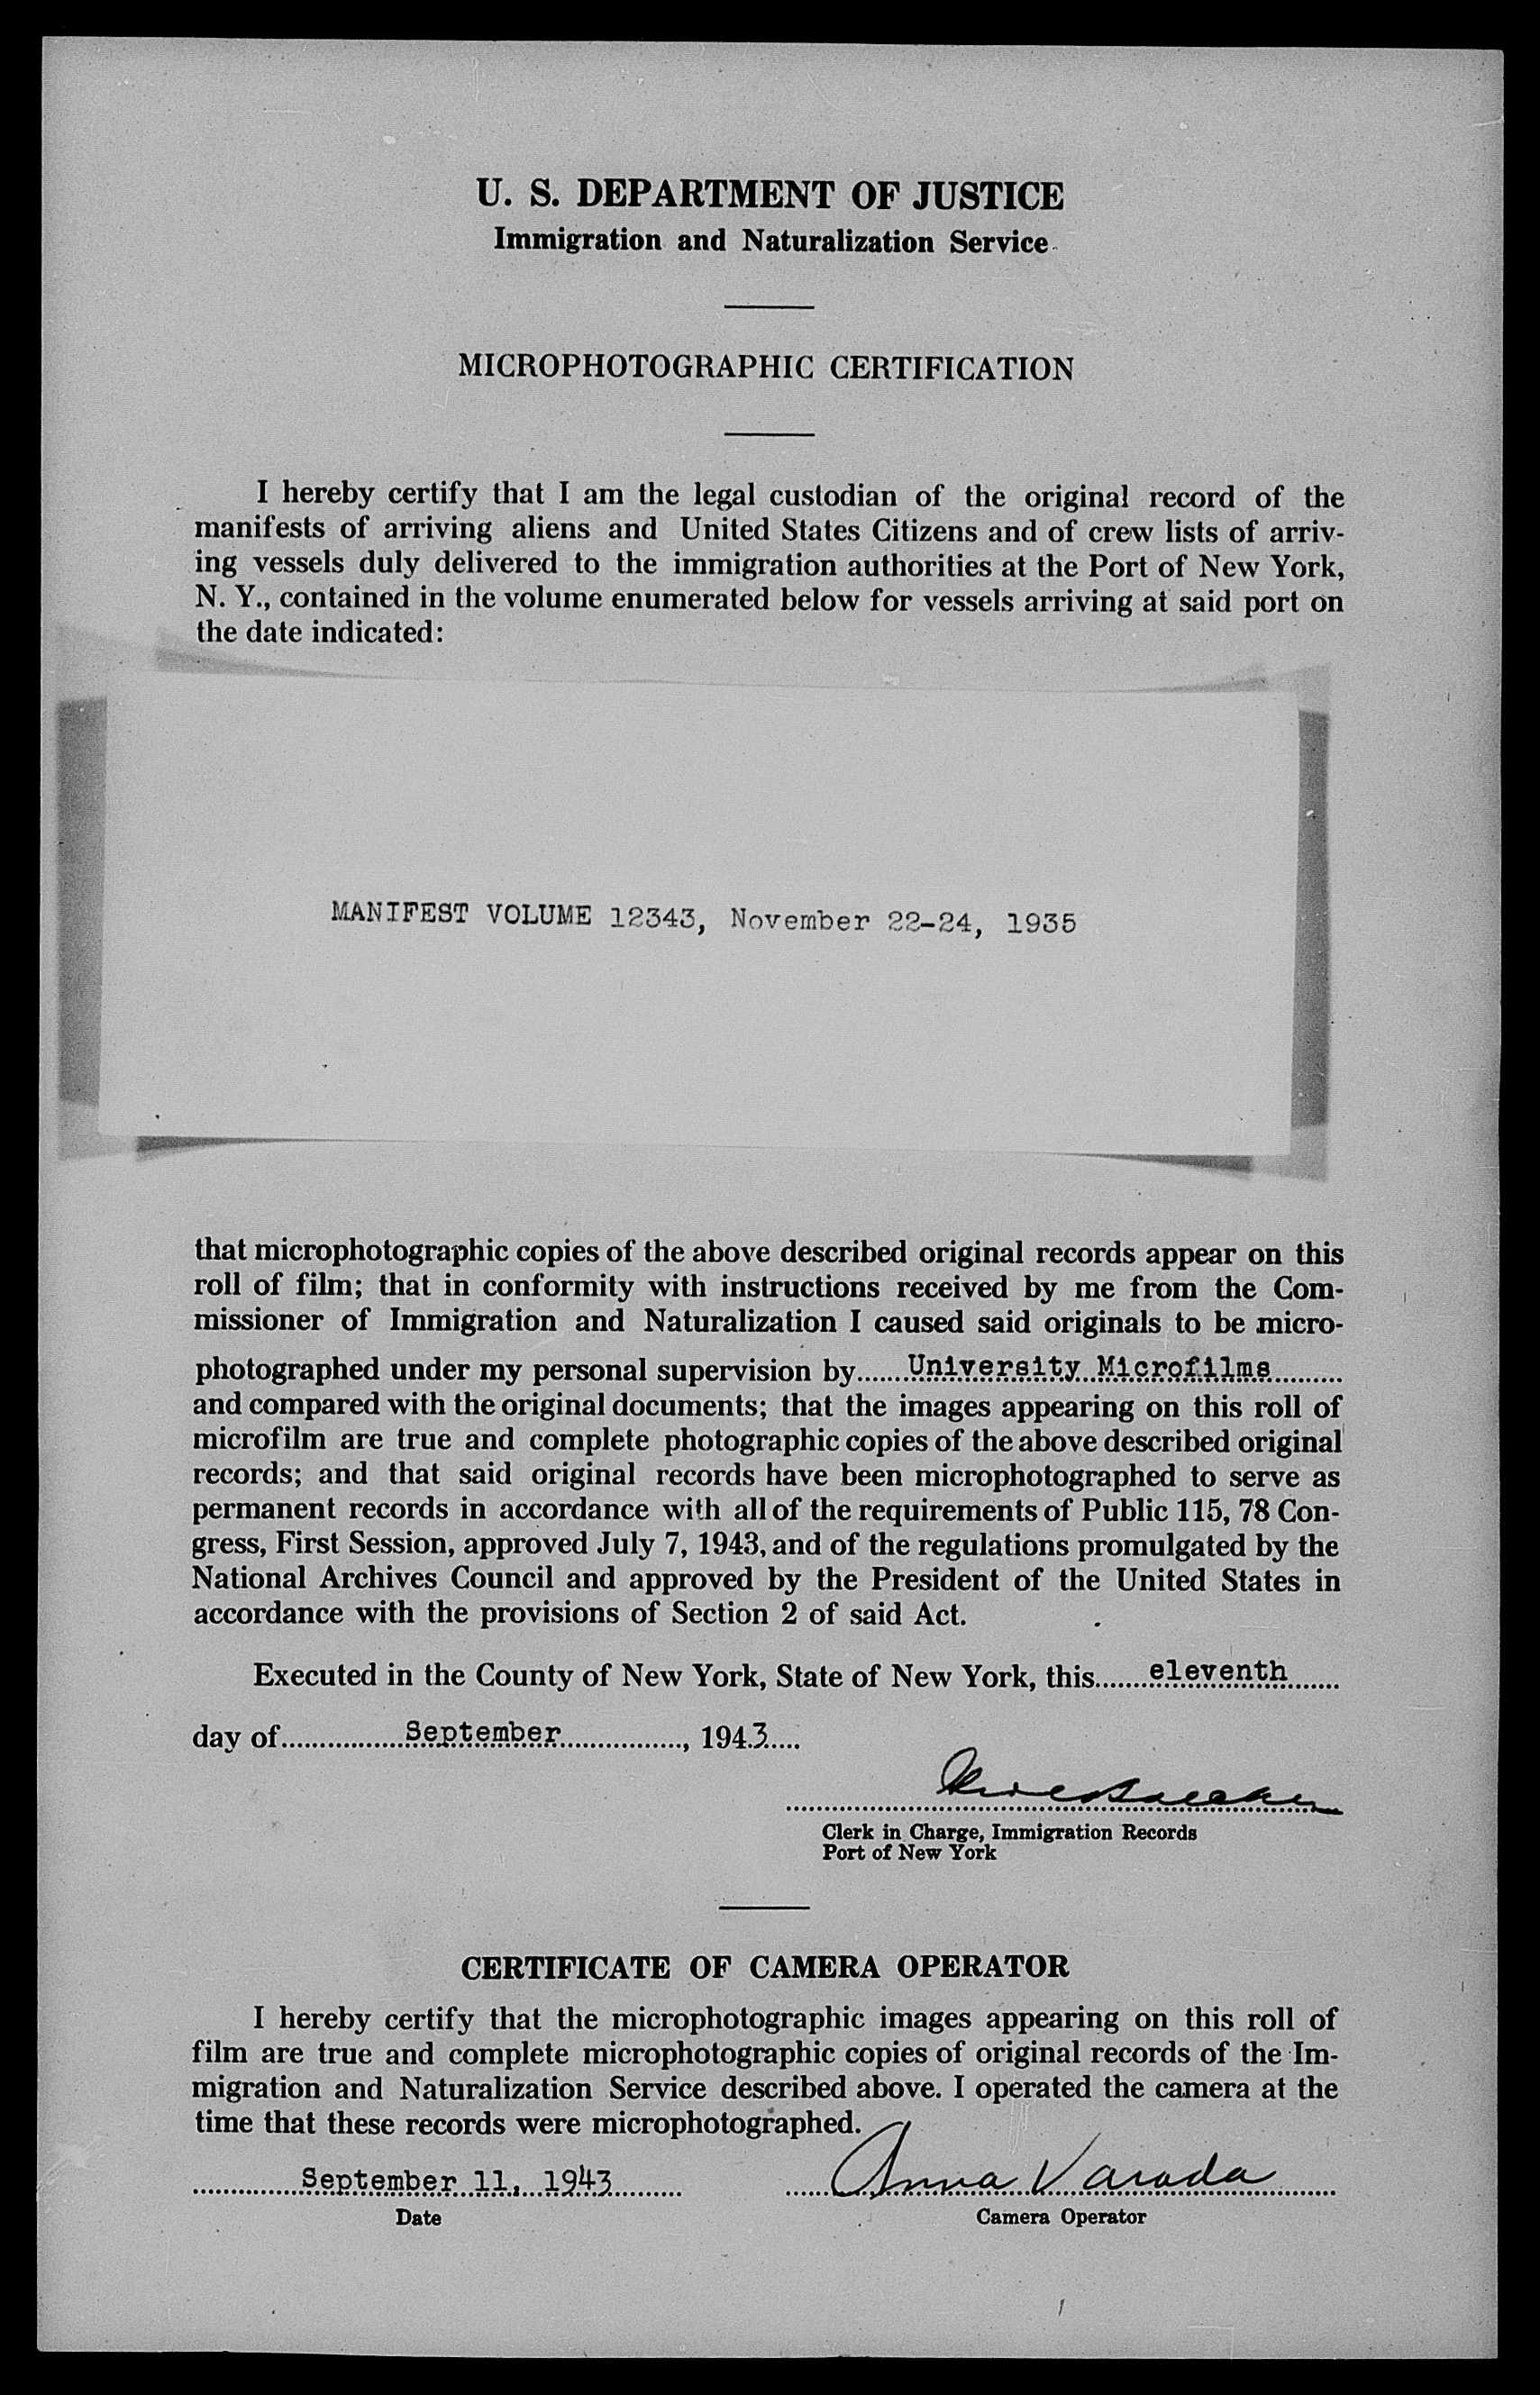 U. S. DEPARTMENT OF JUSTICE
Immigration and Naturalization Service
MICROPHOTOGRAPHIC CERTIFICATION
I hereby certify that I am the legal custodian of the original record of the
manifests of arriving aliens and United States Citizens and of crew lists of arriv-
ing vessels duly delivered to the immigration authorities at the Port of New York,
N. Y., contained in the volume enumerated below for vessels arriving at said port on
the date indicated:
MANIFEST VOLUME 12343, November 22-24, 1935
that microphotographic copies of the above described original records appear on this
roll of film; that in conformity with instructions received by me from the Com-
missioner of Immigration and Naturalization I caused said originals to be micro-
photographed under my personal supervision by University Microfilms
and compared with the original documents; that the images appearing on this roll of
microfilm are true and complete photographic copies of the above described original
records; and that said original records have been microphotographed to serve as
permanent records in accordance with all of the requirements of Public 115, 78 Con-
gress, First Session, approved July 7, 1943, and of the regulations promulgated by the
National Archives Council and approved by the President of the United States in
accordance with the provisions of Section 2 of said Act.
Executed in the County of New York, State of New York, this eleventh
day of September, 1943
Clerk in Charge, Immigration Records
Port of New York
CERTIFICATE OF CAMERA OPERATOR
I hereby certify that the microphotographic images appearing on this roll of
film are true and complete microphotographic copies of original records of the Im-
migration and Naturalization Service described above. I operated the camera at the
time that these records were microphotographed.
September 11, 1943 Anna Varada
Date Camera Operator